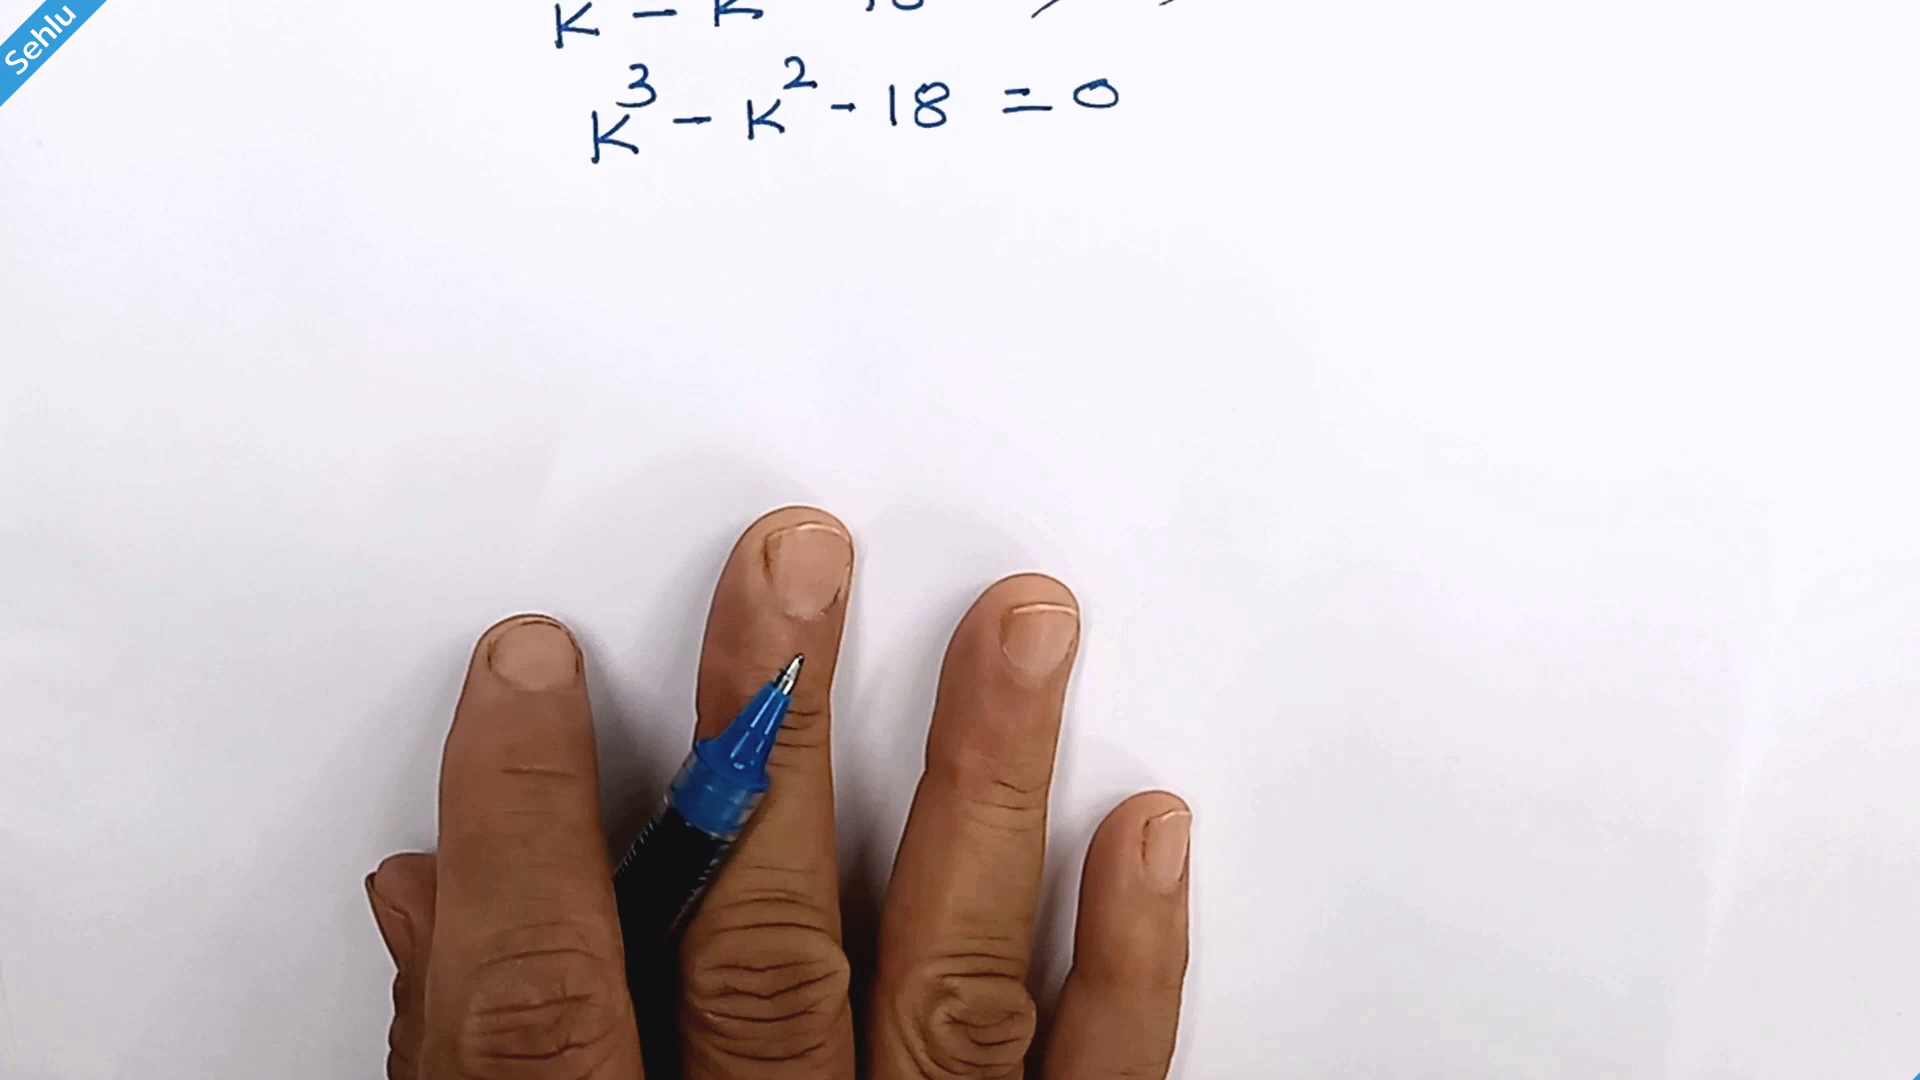 Sehlu
K - K
K³ - K² - 18 = 0